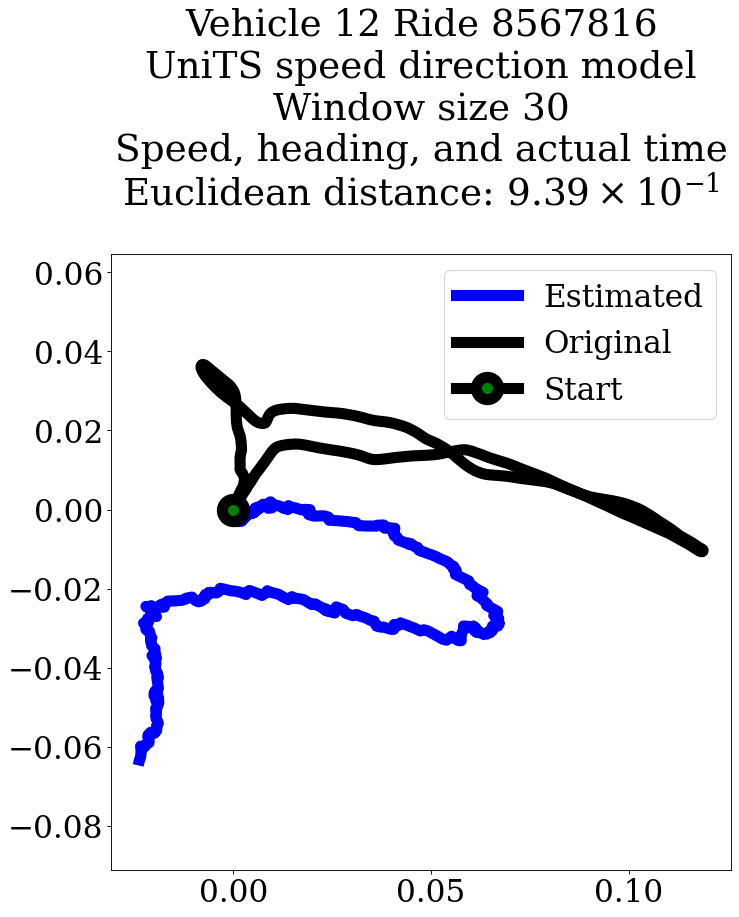 Vehicle 12 Ride 8567816
UniTS speed direction model
Window size 30
Speed, heading, and actual time
Euclidean distance: 9.39 × 10⁻¹
Estimated
Original
Start
0.06
0.04
0.02
0.00
−0.02
−0.04
−0.06
−0.08
0.00 0.05 0.10